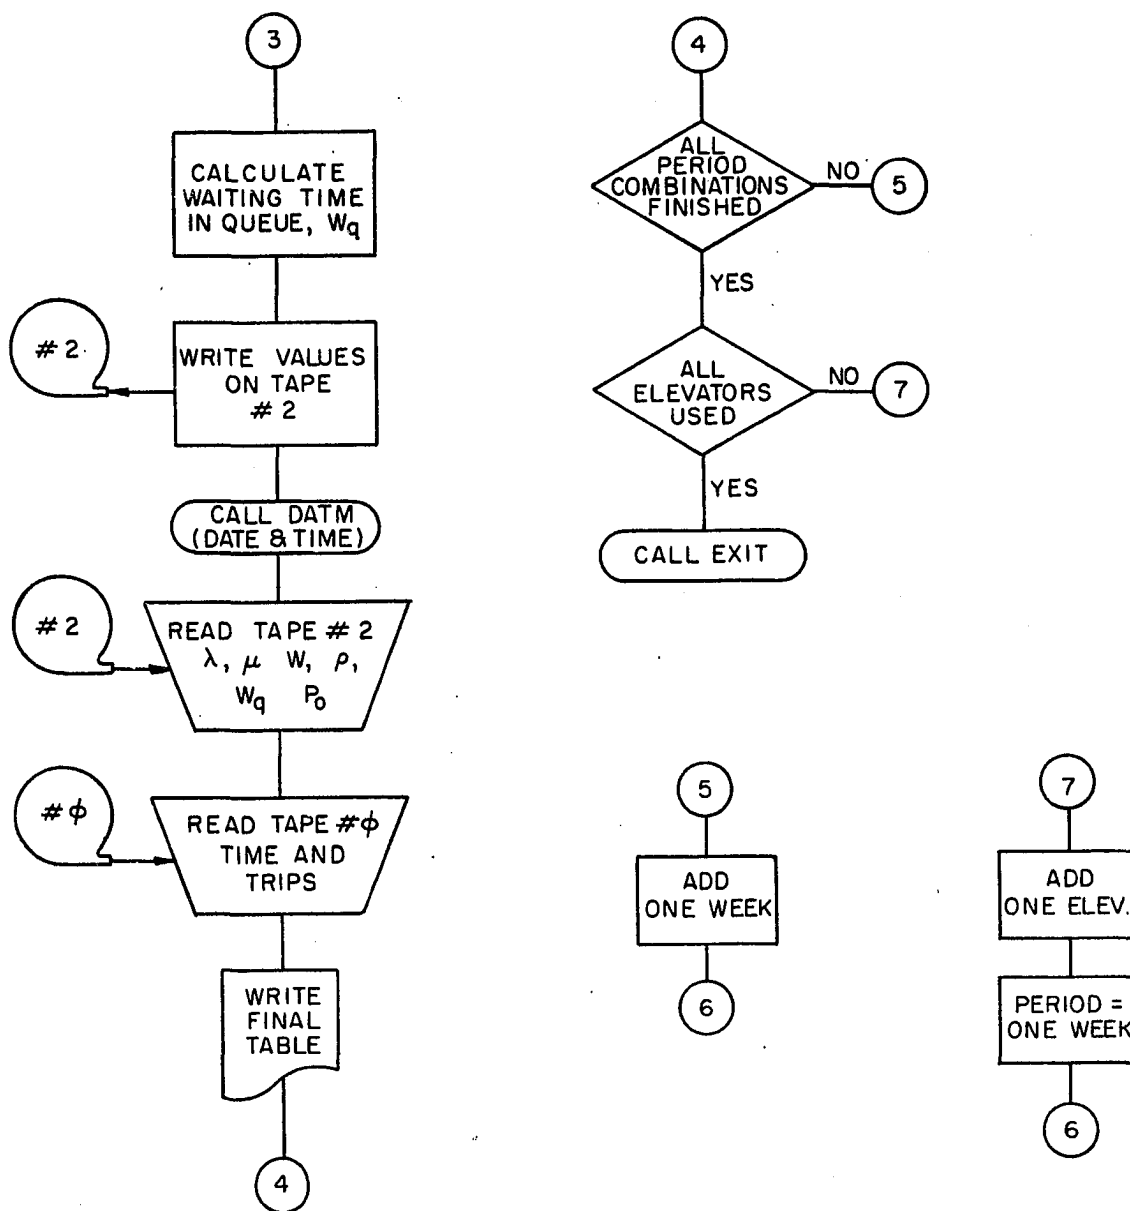 3
CALCULATE
WAITING TIME
IN QUEUE, Wq
#2
WRITE VALUES
ON TAPE
#2
CALL DATM
(DATE & TIME)
#2
READ TAPE #2
λ, μ W, ρ,
Wq Po
#ϕ
READ TAPE #ϕ
TIME AND
TRIPS
WRITE
FINAL
TABLE
4
4
ALL
PERIOD
COMBINATIONS
FINISHED
NO
5
YES
ALL
ELEVATORS
USED
NO
7
YES
CALL EXIT
5
ADD
ONE WEEK
6
7
ADD
ONE ELEV.
PERIOD =
ONE WEEK
6